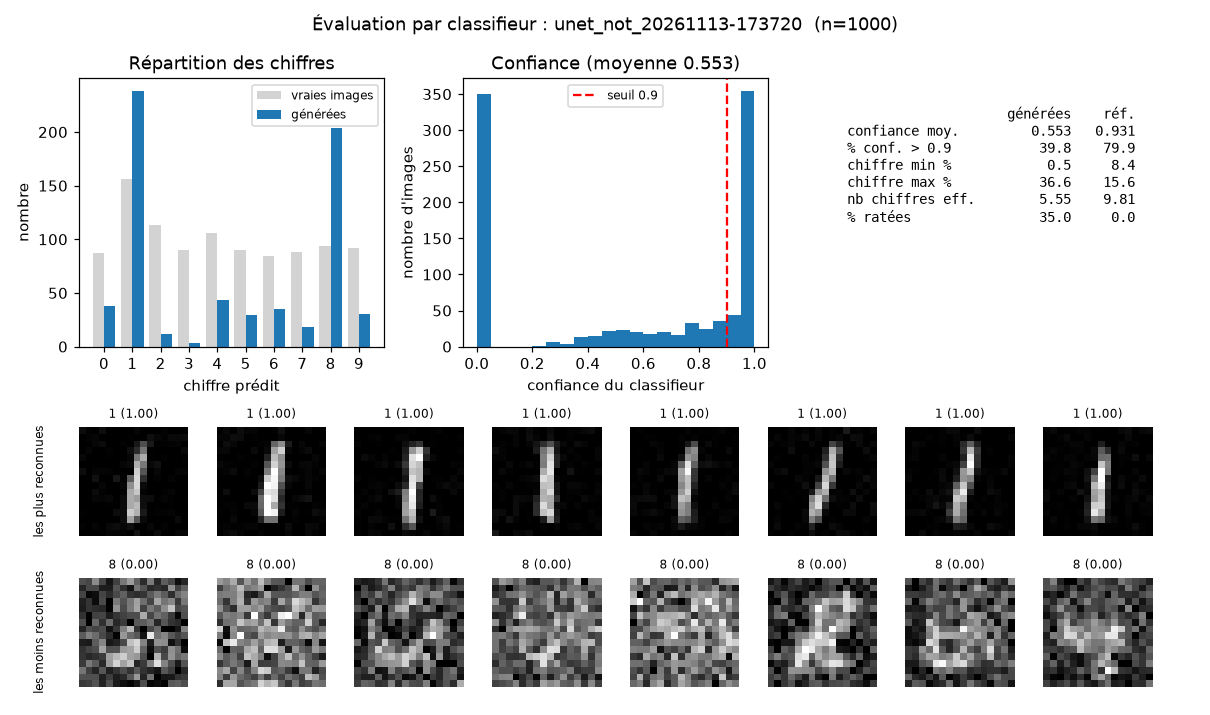 Évaluation par classifieur : unet_not_20261113-173720 (n=1000)
Répartition des chiffres
Confiance (moyenne 0.553)
vraies images
générées
200
150
100
50
0
nombre
0 1 2 3 4 5 6 7 8 9
chiffre prédit
seuil 0.9
350
300
250
200
150
100
50
0
nombre d'images
0.0 0.2 0.4 0.6 0.8 1.0
confiance du classifieur
générées réf.
confiance moy. 0.553 0.931
% conf. > 0.9 39.8 79.9
chiffre min % 0.5 8.4
chiffre max % 36.6 15.6
nb chiffres eff. 5.55 9.81
% ratées 35.0 0.0
les plus reconnues
1 (1.00) 1 (1.00) 1 (1.00) 1 (1.00) 1 (1.00) 1 (1.00) 1 (1.00) 1 (1.00)
les moins reconnues
8 (0.00) 8 (0.00) 8 (0.00) 8 (0.00) 8 (0.00) 8 (0.00) 8 (0.00) 8 (0.00)